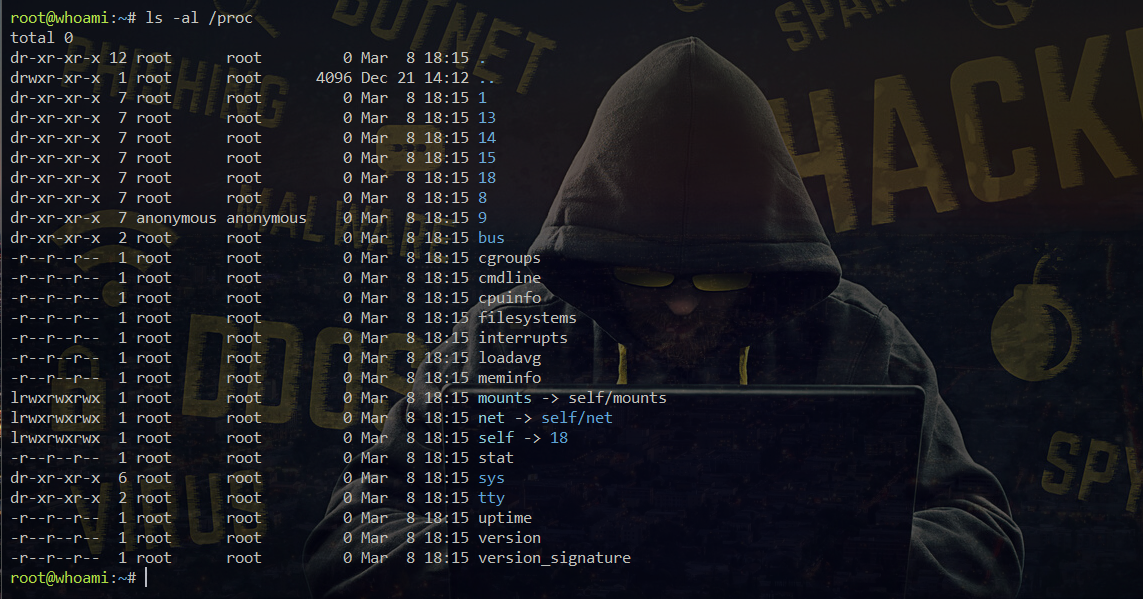 root@whoami:~# ls -al /proc
total 0
dr-xr-xr-x 12 root      root         0 Mar  8 18:15 .
drwxr-xr-x  1 root      root      4096 Dec 21 14:12 ..
dr-xr-xr-x  7 root      root         0 Mar  8 18:15 1
dr-xr-xr-x  7 root      root         0 Mar  8 18:15 13
dr-xr-xr-x  7 root      root         0 Mar  8 18:15 14
dr-xr-xr-x  7 root      root         0 Mar  8 18:15 15
dr-xr-xr-x  7 root      root         0 Mar  8 18:15 18
dr-xr-xr-x  7 root      root         0 Mar  8 18:15 8
dr-xr-xr-x  7 anonymous anonymous    0 Mar  8 18:15 9
dr-xr-xr-x  2 root      root         0 Mar  8 18:15 bus
-r--r--r--  1 root      root         0 Mar  8 18:15 cgroups
-r--r--r--  1 root      root         0 Mar  8 18:15 cmdline
-r--r--r--  1 root      root         0 Mar  8 18:15 cpuinfo
-r--r--r--  1 root      root         0 Mar  8 18:15 filesystems
-r--r--r--  1 root      root         0 Mar  8 18:15 interrupts
-r--r--r--  1 root      root         0 Mar  8 18:15 loadavg
-r--r--r--  1 root      root         0 Mar  8 18:15 meminfo
lrwxrwxrwx  1 root      root         0 Mar  8 18:15 mounts -> self/mounts
lrwxrwxrwx  1 root      root         0 Mar  8 18:15 net -> self/net
lrwxrwxrwx  1 root      root         0 Mar  8 18:15 self -> 18
-r--r--r--  1 root      root         0 Mar  8 18:15 stat
dr-xr-xr-x  6 root      root         0 Mar  8 18:15 sys
dr-xr-xr-x  2 root      root         0 Mar  8 18:15 tty
-r--r--r--  1 root      root         0 Mar  8 18:15 uptime
-r--r--r--  1 root      root         0 Mar  8 18:15 version
-r--r--r--  1 root      root         0 Mar  8 18:15 version_signature
root@whoami:~#
BOTNET
SPAM
PHISHING
HACK
MALWARE
DDOS
VIRUS
SPY